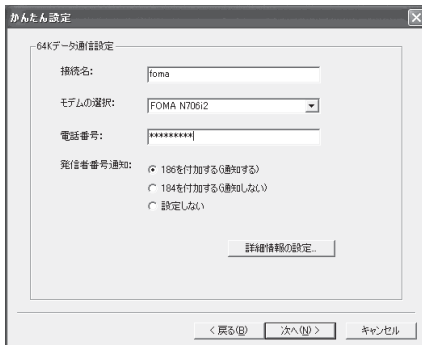 かんたん設定
64Kデータ通信設定
接続名: foma
モデムの選択: FOMA N706i2
電話番号: *********
発信者番号通知: 186を付加する(通知する)
184を付加する(通知しない)
設定しない
詳細情報の設定...
< 戻る(B) 次へ(N) > キャンセル